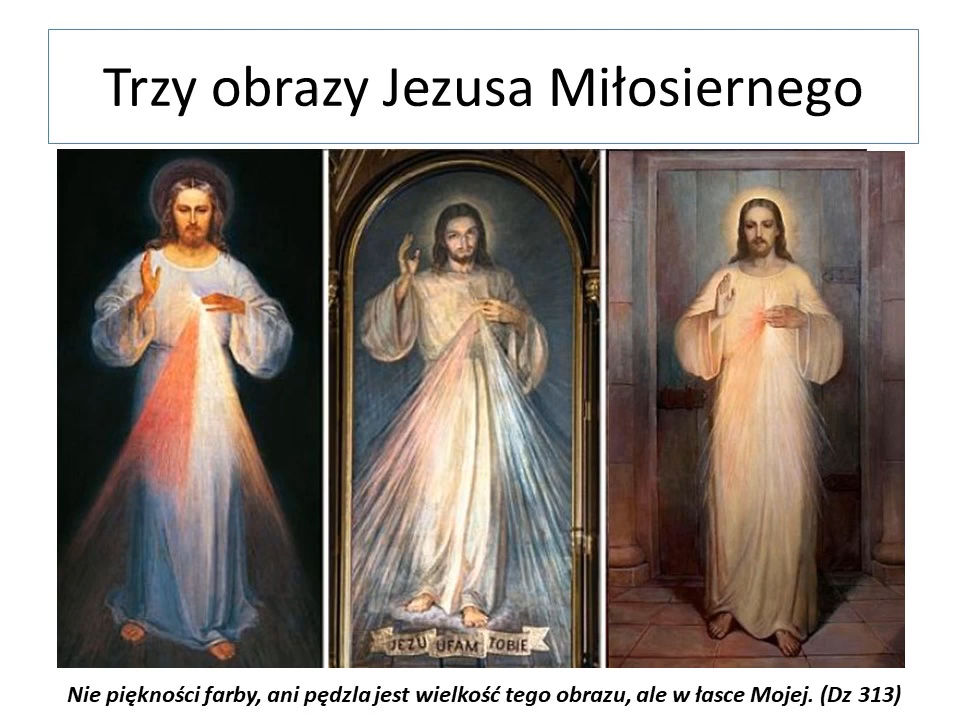 Trzy obrazy Jezusa Miłosiernego
JEZU UFAM TOBIE
Nie piękności farby, ani pędzla jest wielkość tego obrazu, ale w łasce Mojej. (Dz 313)